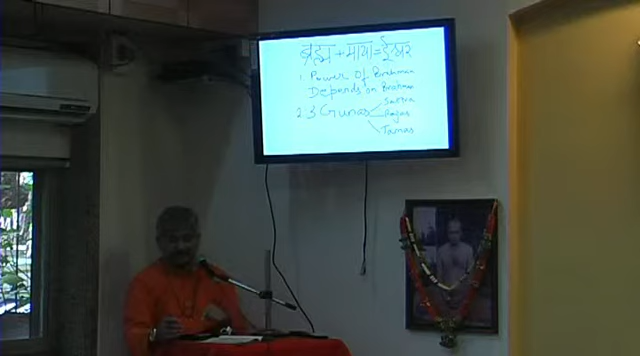 ब्रह्म + माया = ईश्वर
1. Power Of Brahman
Depends on Brahman
2. 3 Gunas Sattva
Rajas
Tamas